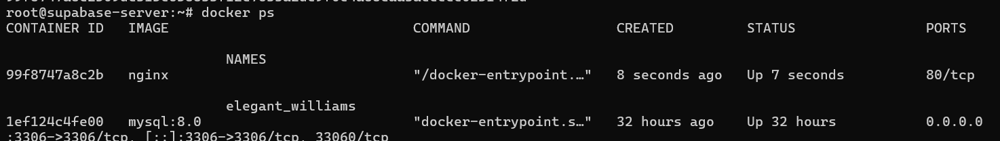 root@supabase-server:~# docker ps
CONTAINER ID   IMAGE                              COMMAND                  CREATED         STATUS                PORTS
NAMES
99f8747a8c2b   nginx                              "/docker-entrypoint.…"   8 seconds ago   Up 7 seconds          80/tcp
elegant_williams
1ef124c4fe00   mysql:8.0                          "docker-entrypoint.s…"   32 hours ago    Up 32 hours           0.0.0.0
:3306->3306/tcp, [::]:3306->3306/tcp, 33060/tcp